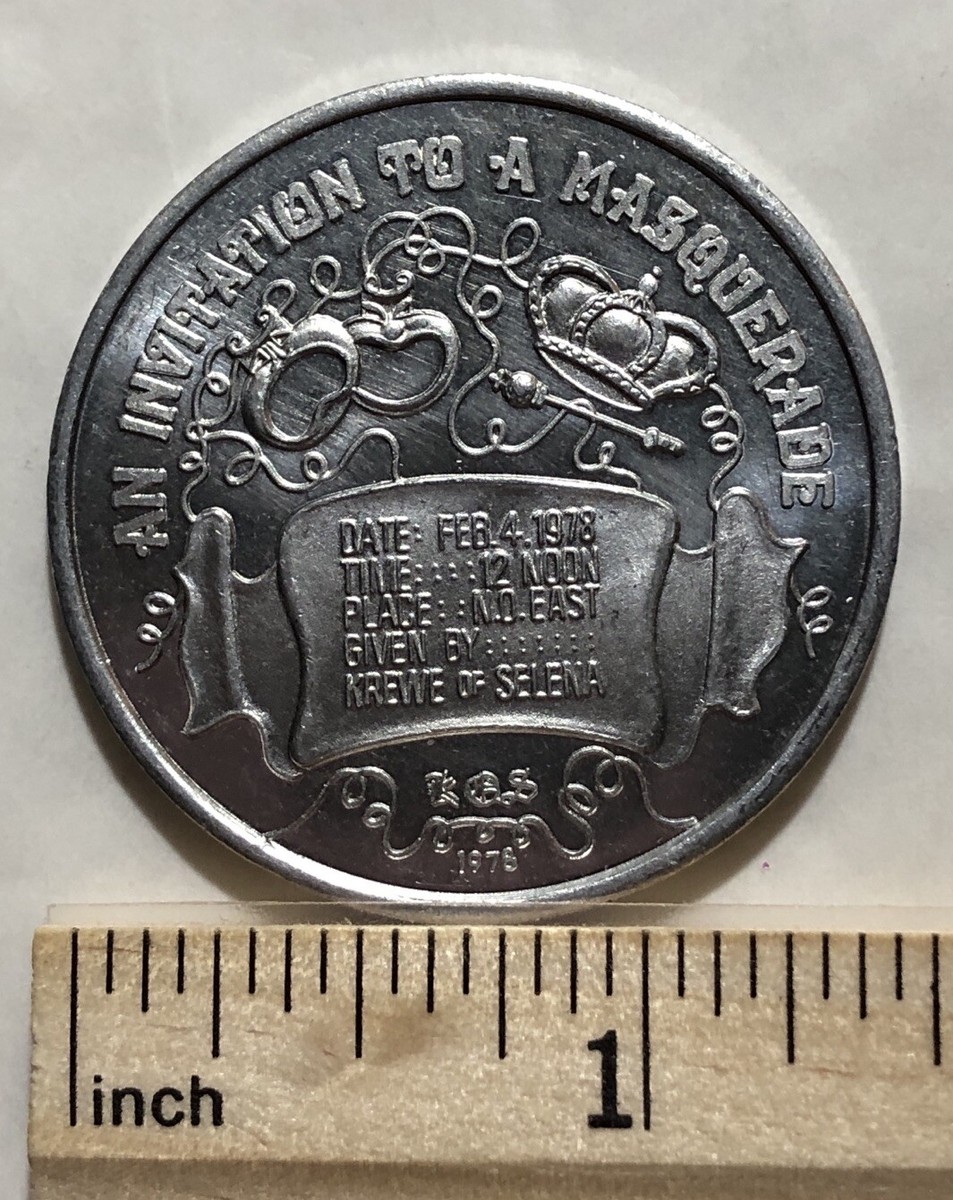 AN INVITATION TO A MASQUERADE
DATE: FEB. 4. 1978
TIME::::12 NOON
PLACE::N.O. EAST
GIVEN BY:::::::
KREWE OF SELENA
KOS
1978
inch
1